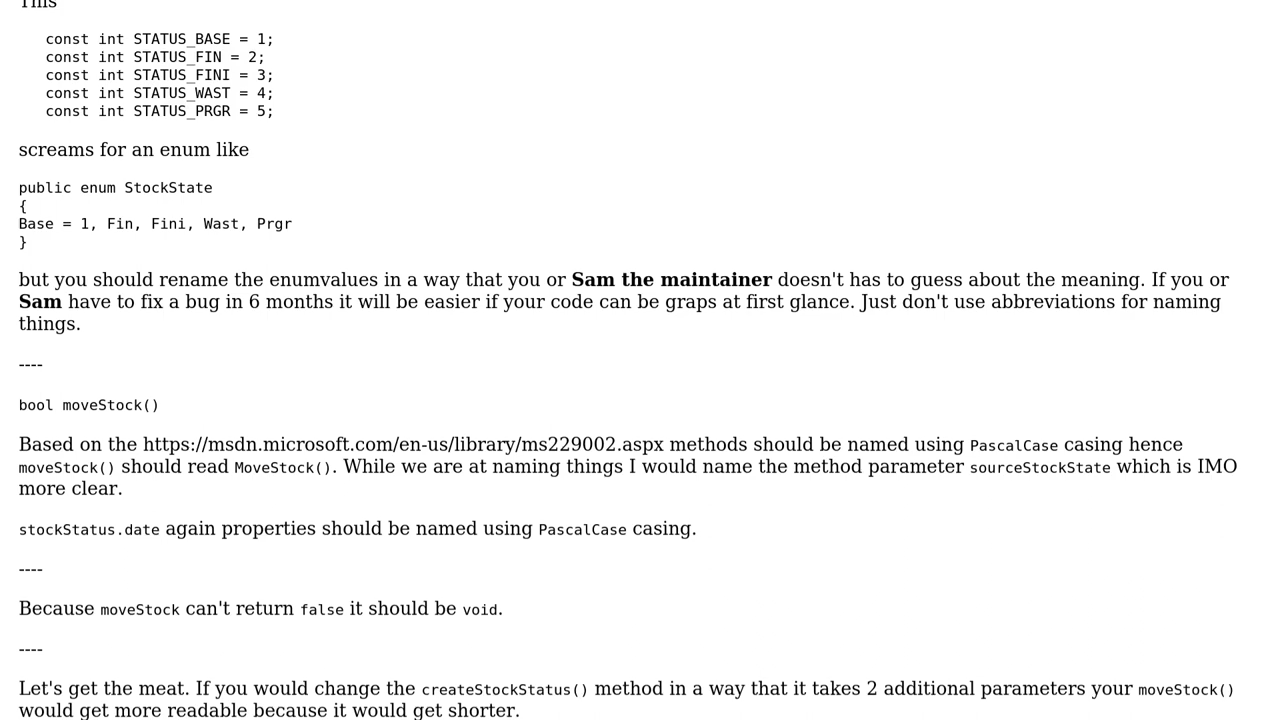 This
const int STATUS_BASE = 1;
const int STATUS_FIN = 2;
const int STATUS_FINI = 3;
const int STATUS_WAST = 4;
const int STATUS_PRGR = 5;
screams for an enum like
public enum StockState
{
Base = 1, Fin, Fini, Wast, Prgr
}
but you should rename the enumvalues in a way that you or Sam the maintainer doesn't has to guess about the meaning. If you or
Sam have to fix a bug in 6 months it will be easier if your code can be graps at first glance. Just don't use abbreviations for naming
things.
----
bool moveStock()
Based on the https://msdn.microsoft.com/en-us/library/ms229002.aspx methods should be named using PascalCase casing hence
moveStock() should read MoveStock(). While we are at naming things I would name the method parameter sourceStockState which is IMO
more clear.
stockStatus.date again properties should be named using PascalCase casing.
----
Because moveStock can't return false it should be void.
----
Let's get the meat. If you would change the createStockStatus() method in a way that it takes 2 additional parameters your moveStock()
would get more readable because it would get shorter.